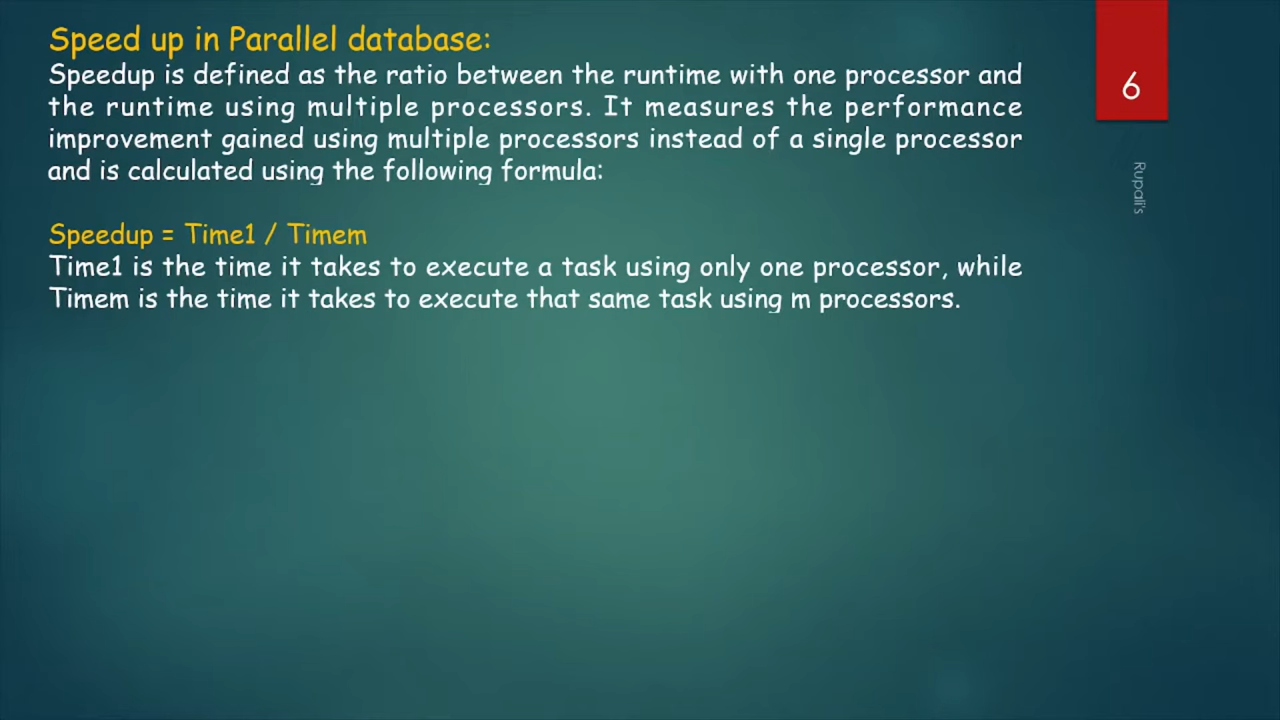 Speed up in Parallel database:
Speedup is defined as the ratio between the runtime with one processor and
the runtime using multiple processors. It measures the performance
improvement gained using multiple processors instead of a single processor
and is calculated using the following formula:
Speedup = Time1 / Timem
Time1 is the time it takes to execute a task using only one processor, while
Timem is the time it takes to execute that same task using m processors.
6
Rupali's